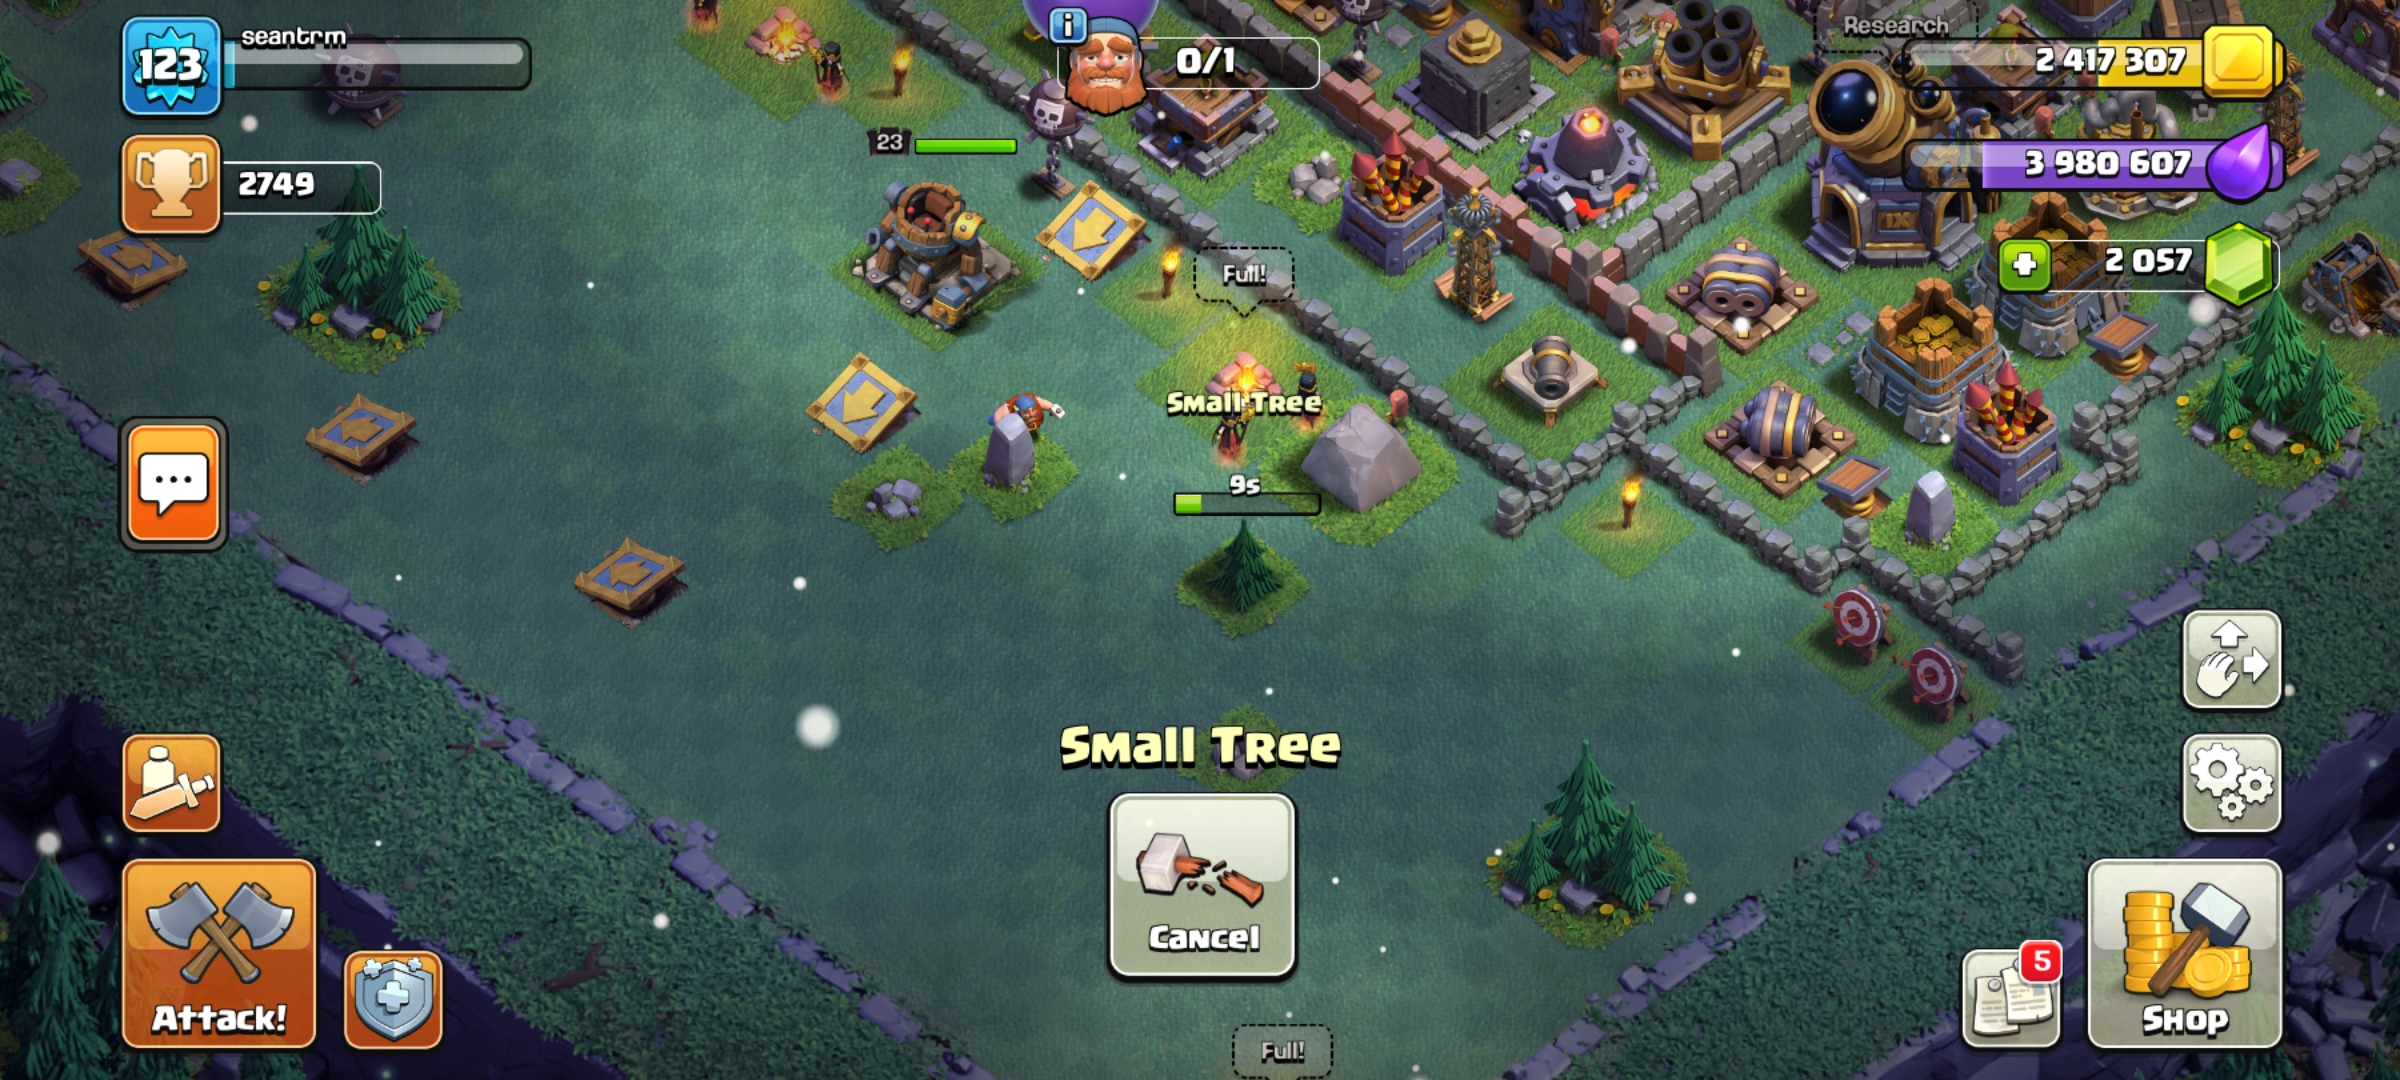 123
seantrm
0/1
Research
2 417 307
23
3 980 607
2749
Full!
2 057
Small Tree
9s
Small Tree
Cancel
Attack!
5
Shop
Full!